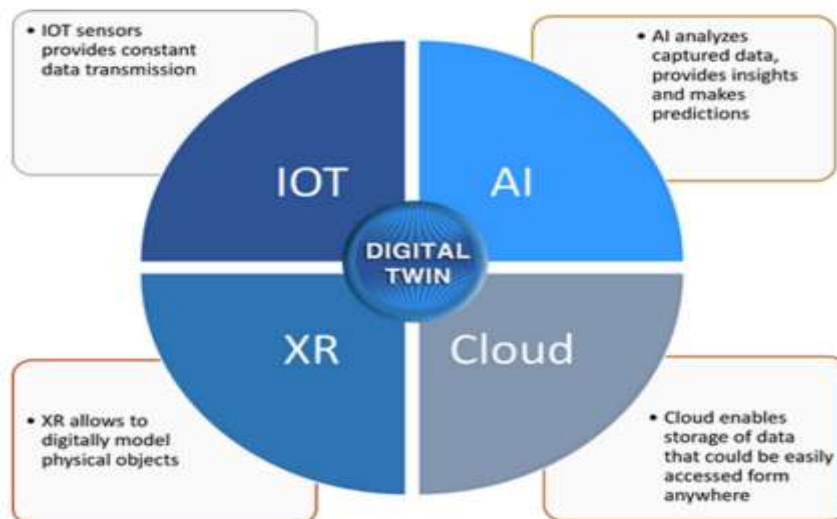 • IOT sensors
provides constant
data transmission
• AI analyzes
captured data,
provides insights
and makes
predictions
IOT
AI
DIGITAL
TWIN
XR
Cloud
• XR allows to
digitally model
physical objects
• Cloud enables
storage of data
that could be easily
accessed form
anywhere